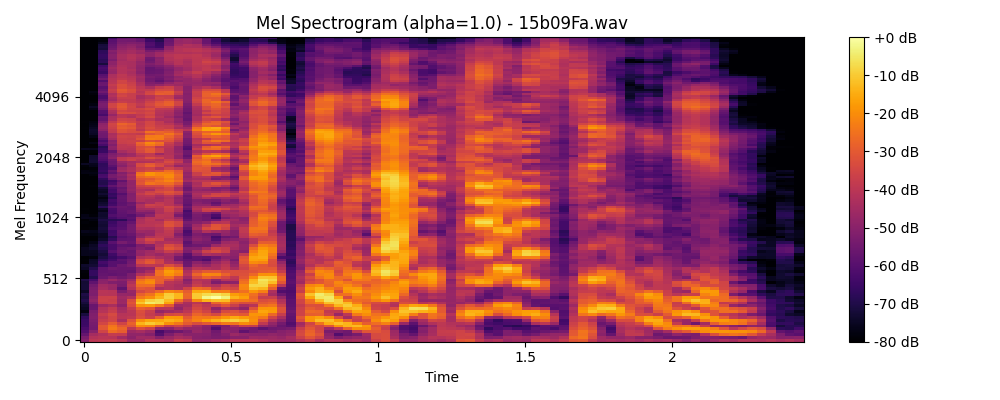 Mel Spectrogram (alpha=1.0) - 15b09Fa.wav
Mel Frequency
4096
2048
1024
512
0
0
0.5
1
1.5
2
Time
+0 dB
-10 dB
-20 dB
-30 dB
-40 dB
-50 dB
-60 dB
-70 dB
-80 dB